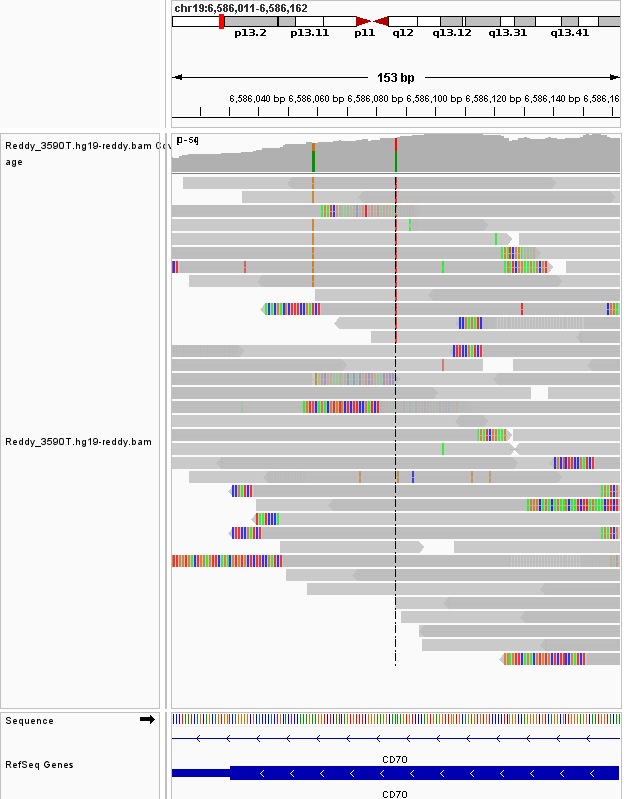 chr19:6,586,011-6,586,162
p13.2 p13.11 p11 q12 q13.12 q13.31 q13.41
153 bp
6,586,040 bp 6,586,060 bp 6,586,080 bp 6,586,100 bp 6,586,120 bp 6,586,140 bp 6,586,16
[0-54]
Reddy_3590T.hg19-reddy.bam Cov
age
Reddy_3590T.hg19-reddy.bam
Sequence
RefSeq Genes
CD70
CD70